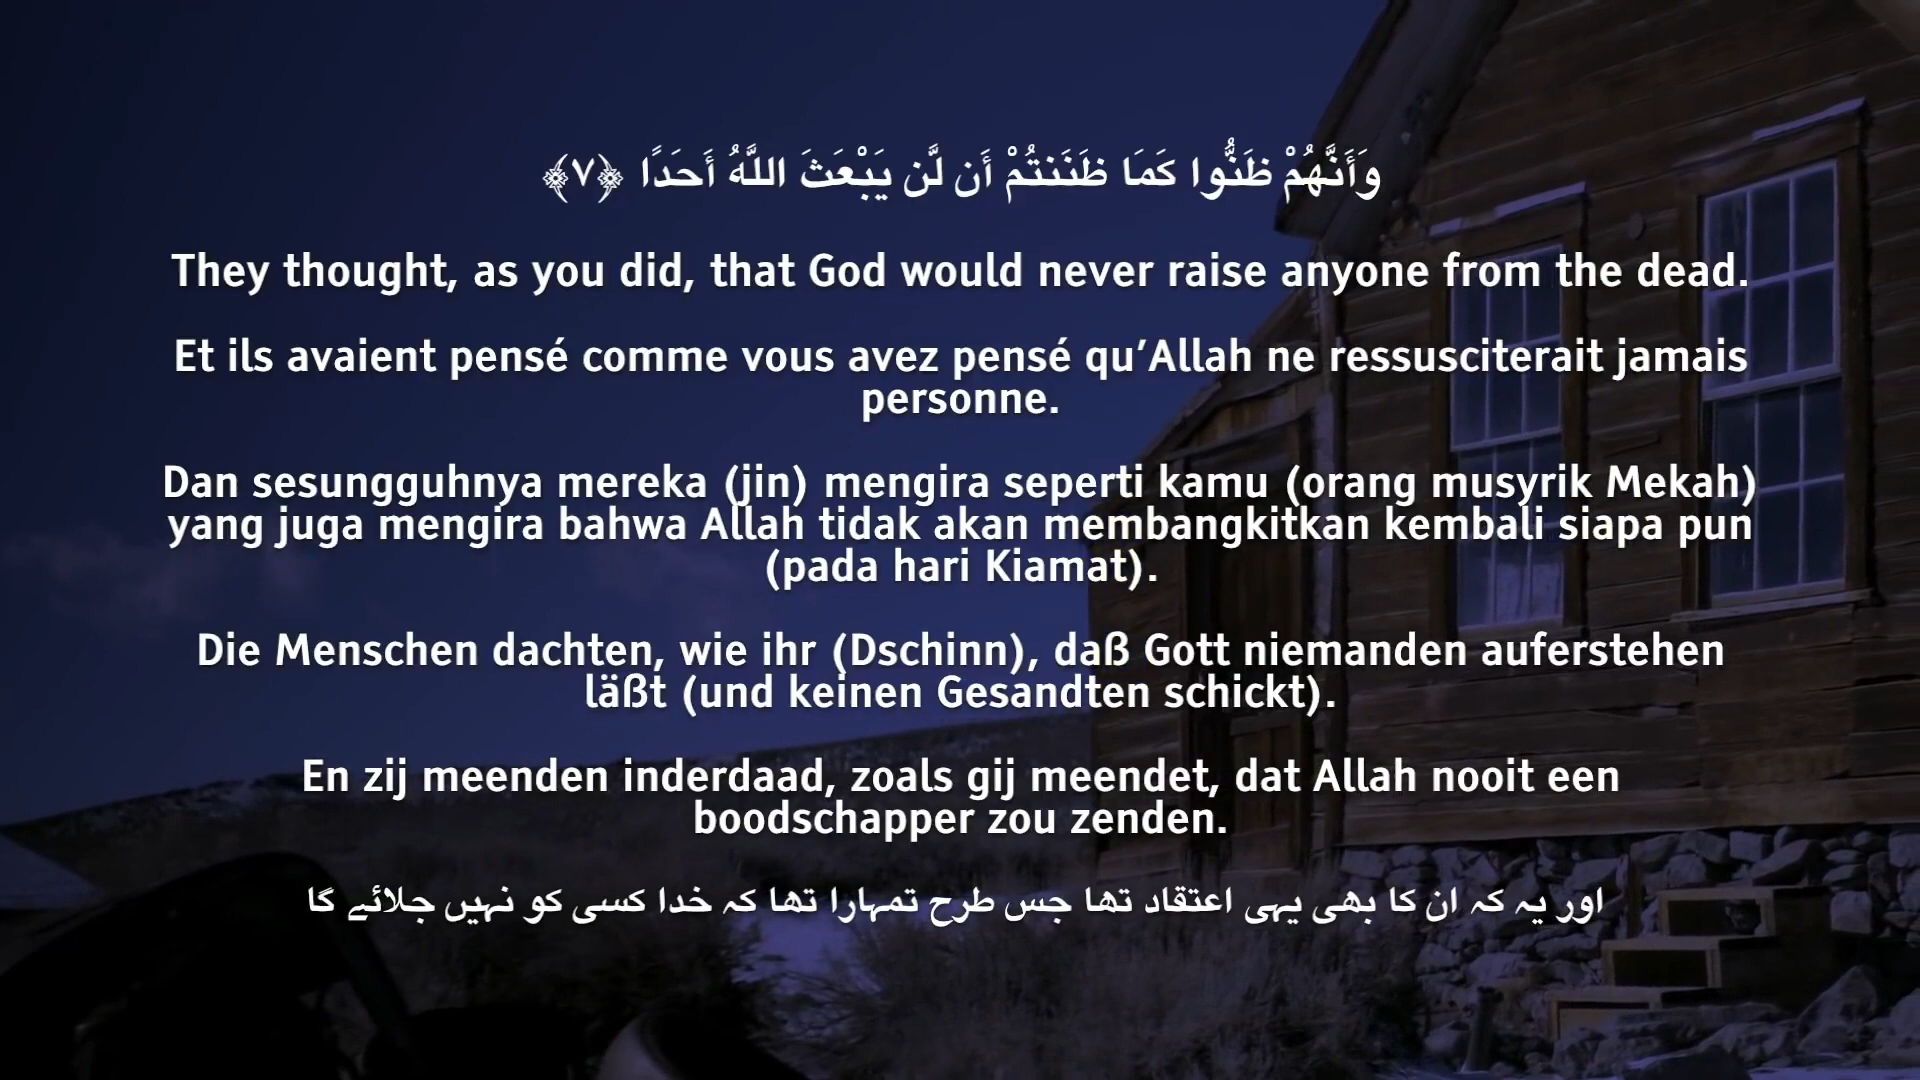 وَأَنَّهُمْ ظَنُّوا كَمَا ظَنَنتُمْ أَن لَّن يَبْعَثَ اللَّهُ أَحَدًا ﴿٧﴾
They thought, as you did, that God would never raise anyone from the dead.
Et ils avaient pensé comme vous avez pensé qu’Allah ne ressusciterait jamais
personne.
Dan sesungguhnya mereka (jin) mengira seperti kamu (orang musyrik Mekah)
yang juga mengira bahwa Allah tidak akan membangkitkan kembali siapa pun
(pada hari Kiamat).
Die Menschen dachten, wie ihr (Dschinn), daß Gott niemanden auferstehen
läßt (und keinen Gesandten schickt).
En zij meenden inderdaad, zoals gij meendet, dat Allah nooit een
boodschapper zou zenden.
اور یہ کہ ان کا بھی یہی اعتقاد تھا جس طرح تمہارا تھا کہ خدا کسی کو نہیں جلائے گا